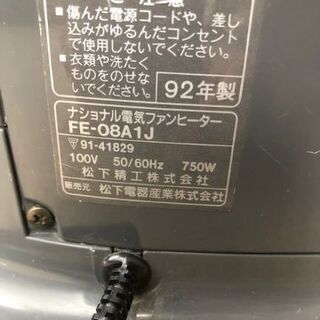 ■傷んだ電源コードや、差し
込みがゆるんだコンセント
で使用しないでください。
■衣類や洗たく
ものをのせな
いでください。
92年製
ナショナル電気ファンヒーター
FE-08A1J
91-41829
100V 50/60Hz 750W
松下精工株式会社
販売元 松下電器産業株式会社